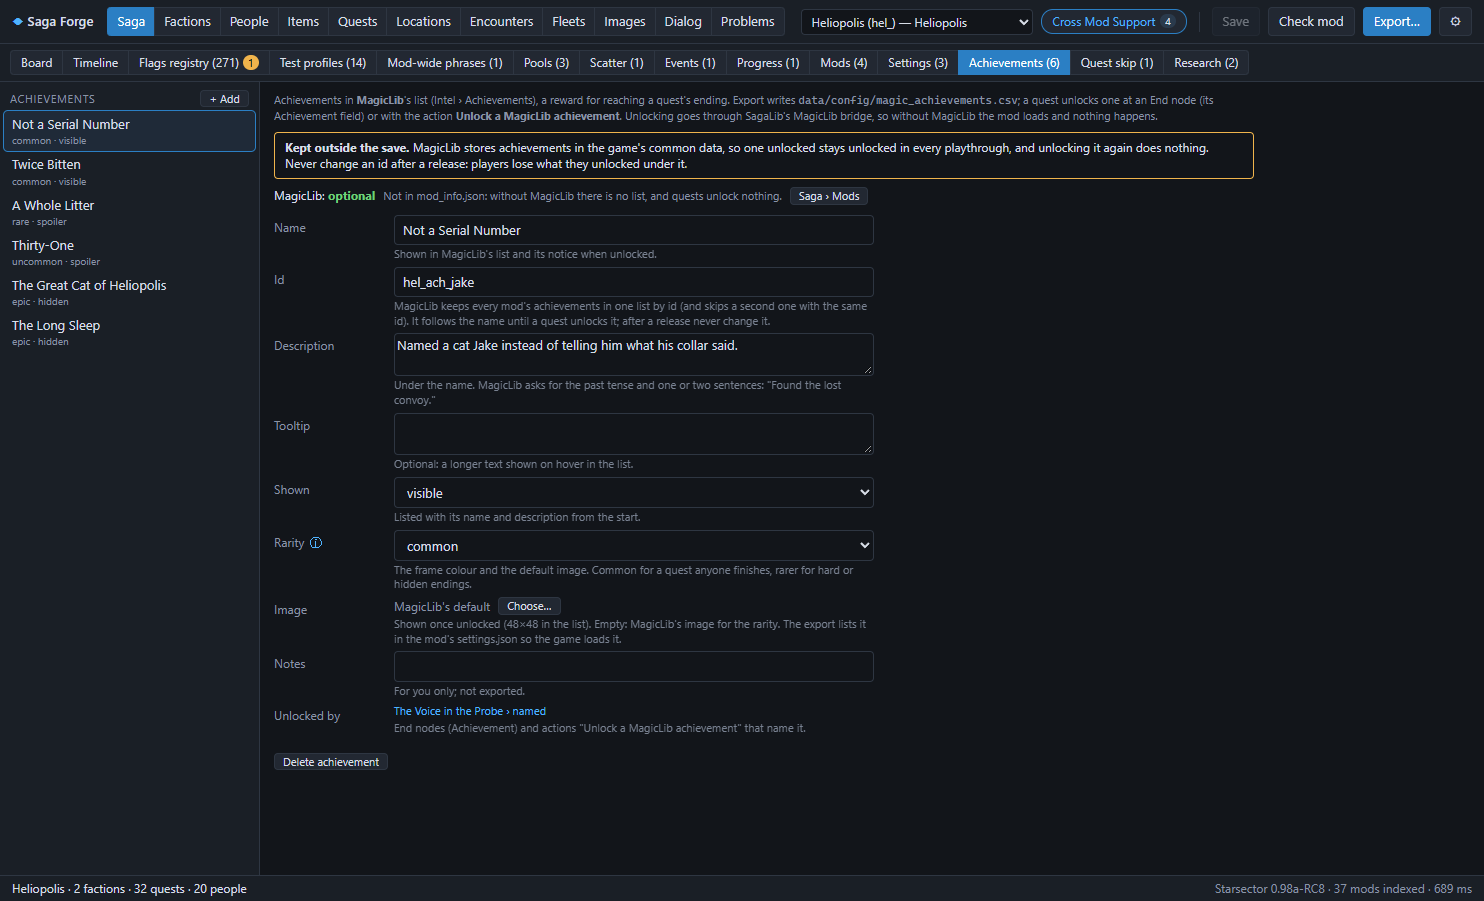 Saga Forge
Saga
Factions
People
Items
Quests
Locations
Encounters
Fleets
Images
Dialog
Problems
Heliopolis (hel_) — Heliopolis
Cross Mod Support 4
Save
Check mod
Export...
Board
Timeline
Flags registry (271) 1
Test profiles (14)
Mod-wide phrases (1)
Pools (3)
Scatter (1)
Events (1)
Progress (1)
Mods (4)
Settings (3)
Achievements (6)
Quest skip (1)
Research (2)
ACHIEVEMENTS
+ Add
Not a Serial Number
common · visible
Twice Bitten
common · visible
A Whole Litter
rare · spoiler
Thirty-One
uncommon · spoiler
The Great Cat of Heliopolis
epic · hidden
The Long Sleep
epic · hidden
Achievements in MagicLib's list (Intel › Achievements), a reward for reaching a quest's ending. Export writes data/config/magic_achievements.csv; a quest unlocks one at an End node (its
Achievement field) or with the action Unlock a MagicLib achievement. Unlocking goes through SagaLib's MagicLib bridge, so without MagicLib the mod loads and nothing happens.
Kept outside the save. MagicLib stores achievements in the game's common data, so one unlocked stays unlocked in every playthrough, and unlocking it again does nothing.
Never change an id after a release: players lose what they unlocked under it.
MagicLib: optional Not in mod_info.json: without MagicLib there is no list, and quests unlock nothing. Saga › Mods
Name
Not a Serial Number
Shown in MagicLib's list and its notice when unlocked.
Id
hel_ach_jake
MagicLib keeps every mod's achievements in one list by id (and skips a second one with the same
id). It follows the name until a quest unlocks it; after a release never change it.
Description
Named a cat Jake instead of telling him what his collar said.
Under the name. MagicLib asks for the past tense and one or two sentences: "Found the lost
convoy."
Tooltip
Optional: a longer text shown on hover in the list.
Shown
visible
Listed with its name and description from the start.
Rarity ⓘ
common
The frame colour and the default image. Common for a quest anyone finishes, rarer for hard or
hidden endings.
Image
MagicLib's default Choose...
Shown once unlocked (48×48 in the list). Empty: MagicLib's image for the rarity. The export lists it
in the mod's settings.json so the game loads it.
Notes
For you only; not exported.
Unlocked by
The Voice in the Probe › named
End nodes (Achievement) and actions "Unlock a MagicLib achievement" that name it.
Delete achievement
Heliopolis · 2 factions · 32 quests · 20 people
Starsector 0.98a-RC8 · 37 mods indexed · 689 ms